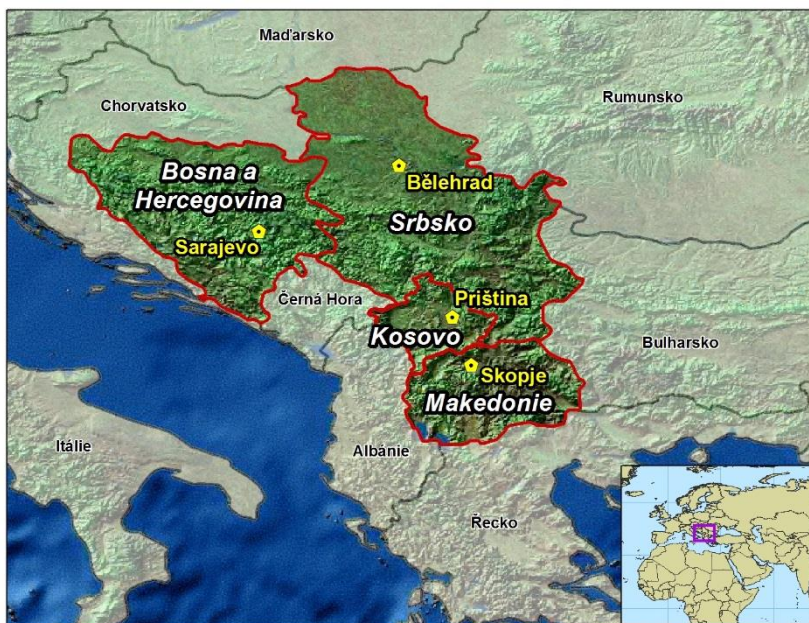 Maďarsko
Chorvatsko
Rumunsko
Bosna a
Hercegovina
Bělehrad
Srbsko
Sarajevo
Černá Hora
Priština
Kosovo
Bulharsko
Skopje
Makedonie
Itálie
Albánie
Řecko